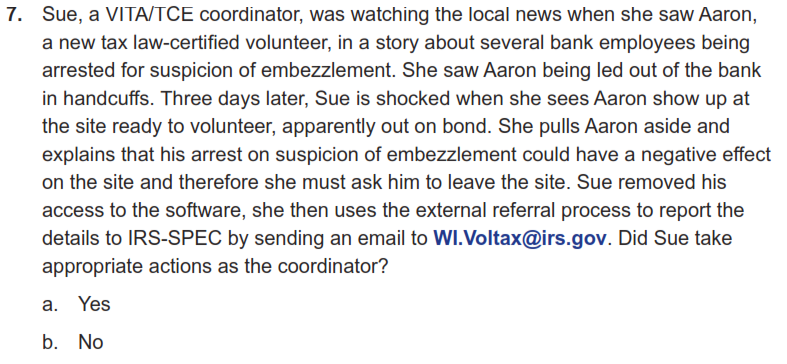 7. Sue, a VITA/TCE coordinator, was watching the local news when she saw Aaron,
a new tax law-certified volunteer, in a story about several bank employees being
arrested for suspicion of embezzlement. She saw Aaron being led out of the bank
in handcuffs. Three days later, Sue is shocked when she sees Aaron show up at
the site ready to volunteer, apparently out on bond. She pulls Aaron aside and
explains that his arrest on suspicion of embezzlement could have a negative effect
on the site and therefore she must ask him to leave the site. Sue removed his
access to the software, she then uses the external referral process to report the
details to IRS-SPEC by sending an email to WI.Voltax@irs.gov. Did Sue take
appropriate actions as the coordinator?
a. Yes
b. No